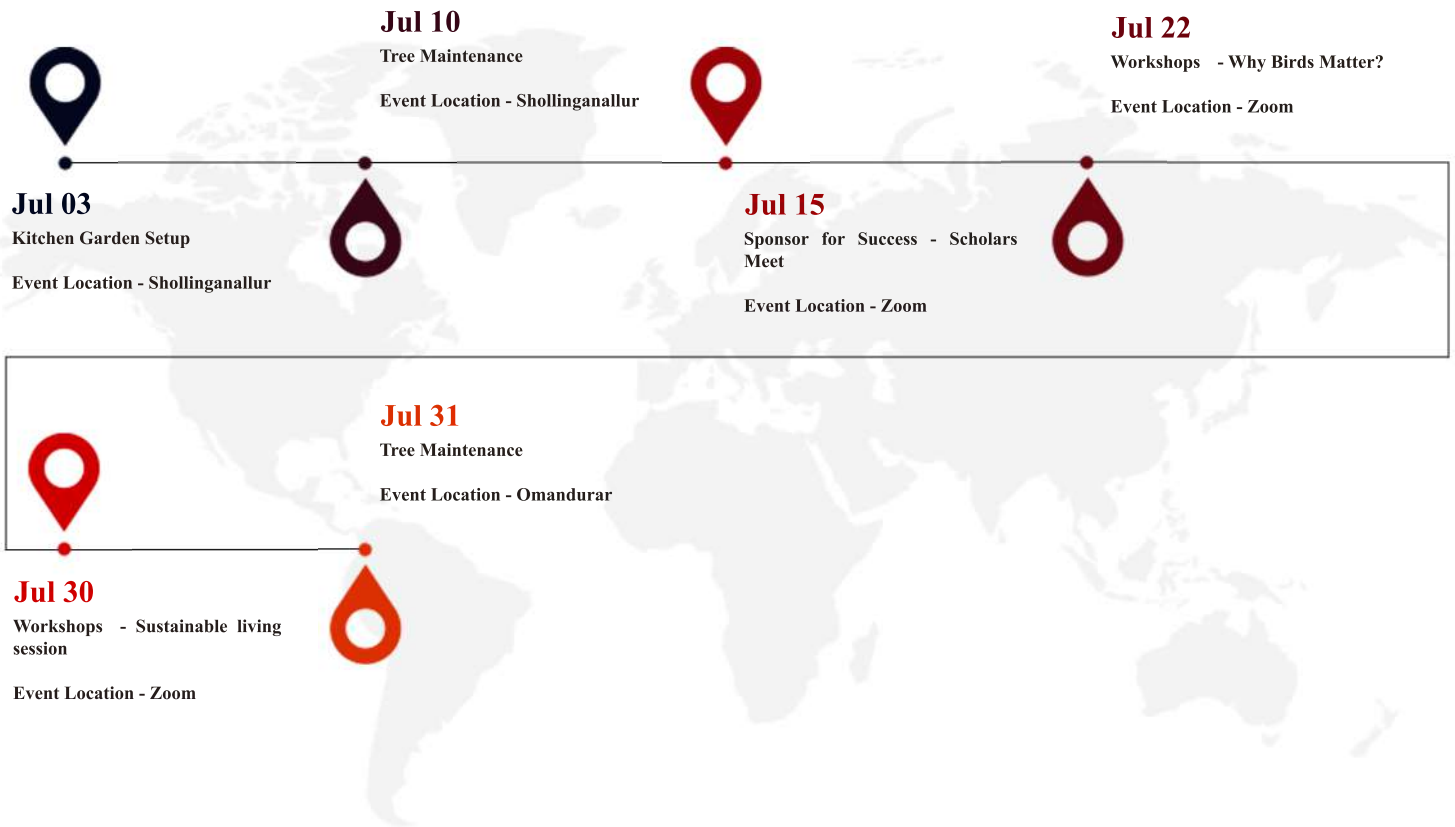 Jul 03
Kitchen Garden Setup
Event Location - Shollinganallur
Jul 10
Tree Maintenance
Event Location - Shollinganallur
Jul 15
Sponsor for Success - Scholars
Meet
Event Location - Zoom
Jul 22
Workshops - Why Birds Matter?
Event Location - Zoom
Jul 30
Workshops - Sustainable living
session
Event Location - Zoom
Jul 31
Tree Maintenance
Event Location - Omandurar